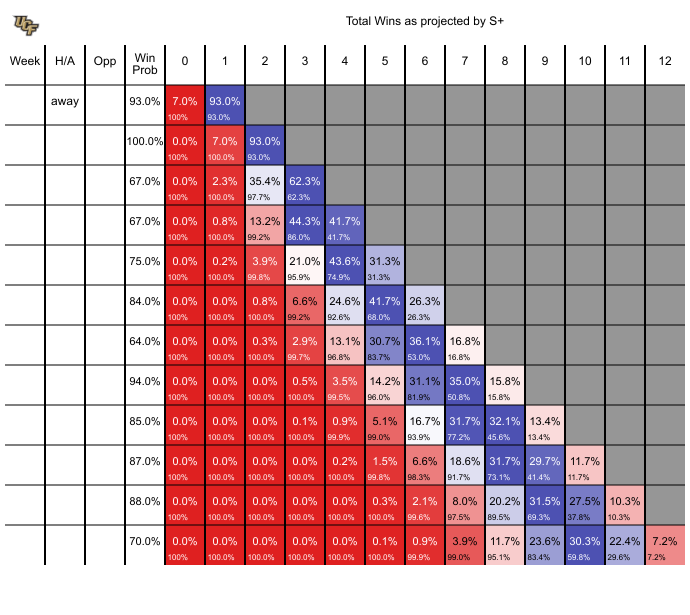 UCF
Total Wins as projected by S+
Week H/A Opp Win Prob 0 1 2 3 4 5 6 7 8 9 10 11 12
away 93.0% 7.0% 93.0%
100% 93.0%
100.0% 0.0% 7.0% 93.0%
100% 100.0% 93.0%
67.0% 0.0% 2.3% 35.4% 62.3%
100% 100.0% 97.7% 62.3%
67.0% 0.0% 0.8% 13.2% 44.3% 41.7%
100% 100.0% 99.2% 86.0% 41.7%
75.0% 0.0% 0.2% 3.9% 21.0% 43.6% 31.3%
100% 100.0% 99.8% 95.9% 74.9% 31.3%
84.0% 0.0% 0.0% 0.8% 6.6% 24.6% 41.7% 26.3%
100% 100.0% 100.0% 99.2% 92.6% 68.0% 26.3%
64.0% 0.0% 0.0% 0.3% 2.9% 13.1% 30.7% 36.1% 16.8%
100% 100.0% 100.0% 99.7% 96.8% 83.7% 53.0% 16.8%
94.0% 0.0% 0.0% 0.0% 0.5% 3.5% 14.2% 31.1% 35.0% 15.8%
100% 100.0% 100.0% 100.0% 99.5% 96.0% 81.9% 50.8% 15.8%
85.0% 0.0% 0.0% 0.0% 0.1% 0.9% 5.1% 16.7% 31.7% 32.1% 13.4%
100% 100.0% 100.0% 100.0% 99.9% 99.0% 93.9% 77.2% 45.6% 13.4%
87.0% 0.0% 0.0% 0.0% 0.0% 0.2% 1.5% 6.6% 18.6% 31.7% 29.7% 11.7%
100% 100.0% 100.0% 100.0% 100.0% 99.8% 98.3% 91.7% 73.1% 41.4% 11.7%
88.0% 0.0% 0.0% 0.0% 0.0% 0.0% 0.3% 2.1% 8.0% 20.2% 31.5% 27.5% 10.3%
100% 100.0% 100.0% 100.0% 100.0% 100.0% 99.6% 97.5% 89.5% 69.3% 37.8% 10.3%
70.0% 0.0% 0.0% 0.0% 0.0% 0.0% 0.1% 0.9% 3.9% 11.7% 23.6% 30.3% 22.4% 7.2%
100% 100.0% 100.0% 100.0% 100.0% 100.0% 99.9% 99.0% 95.1% 83.4% 59.8% 29.6% 7.2%